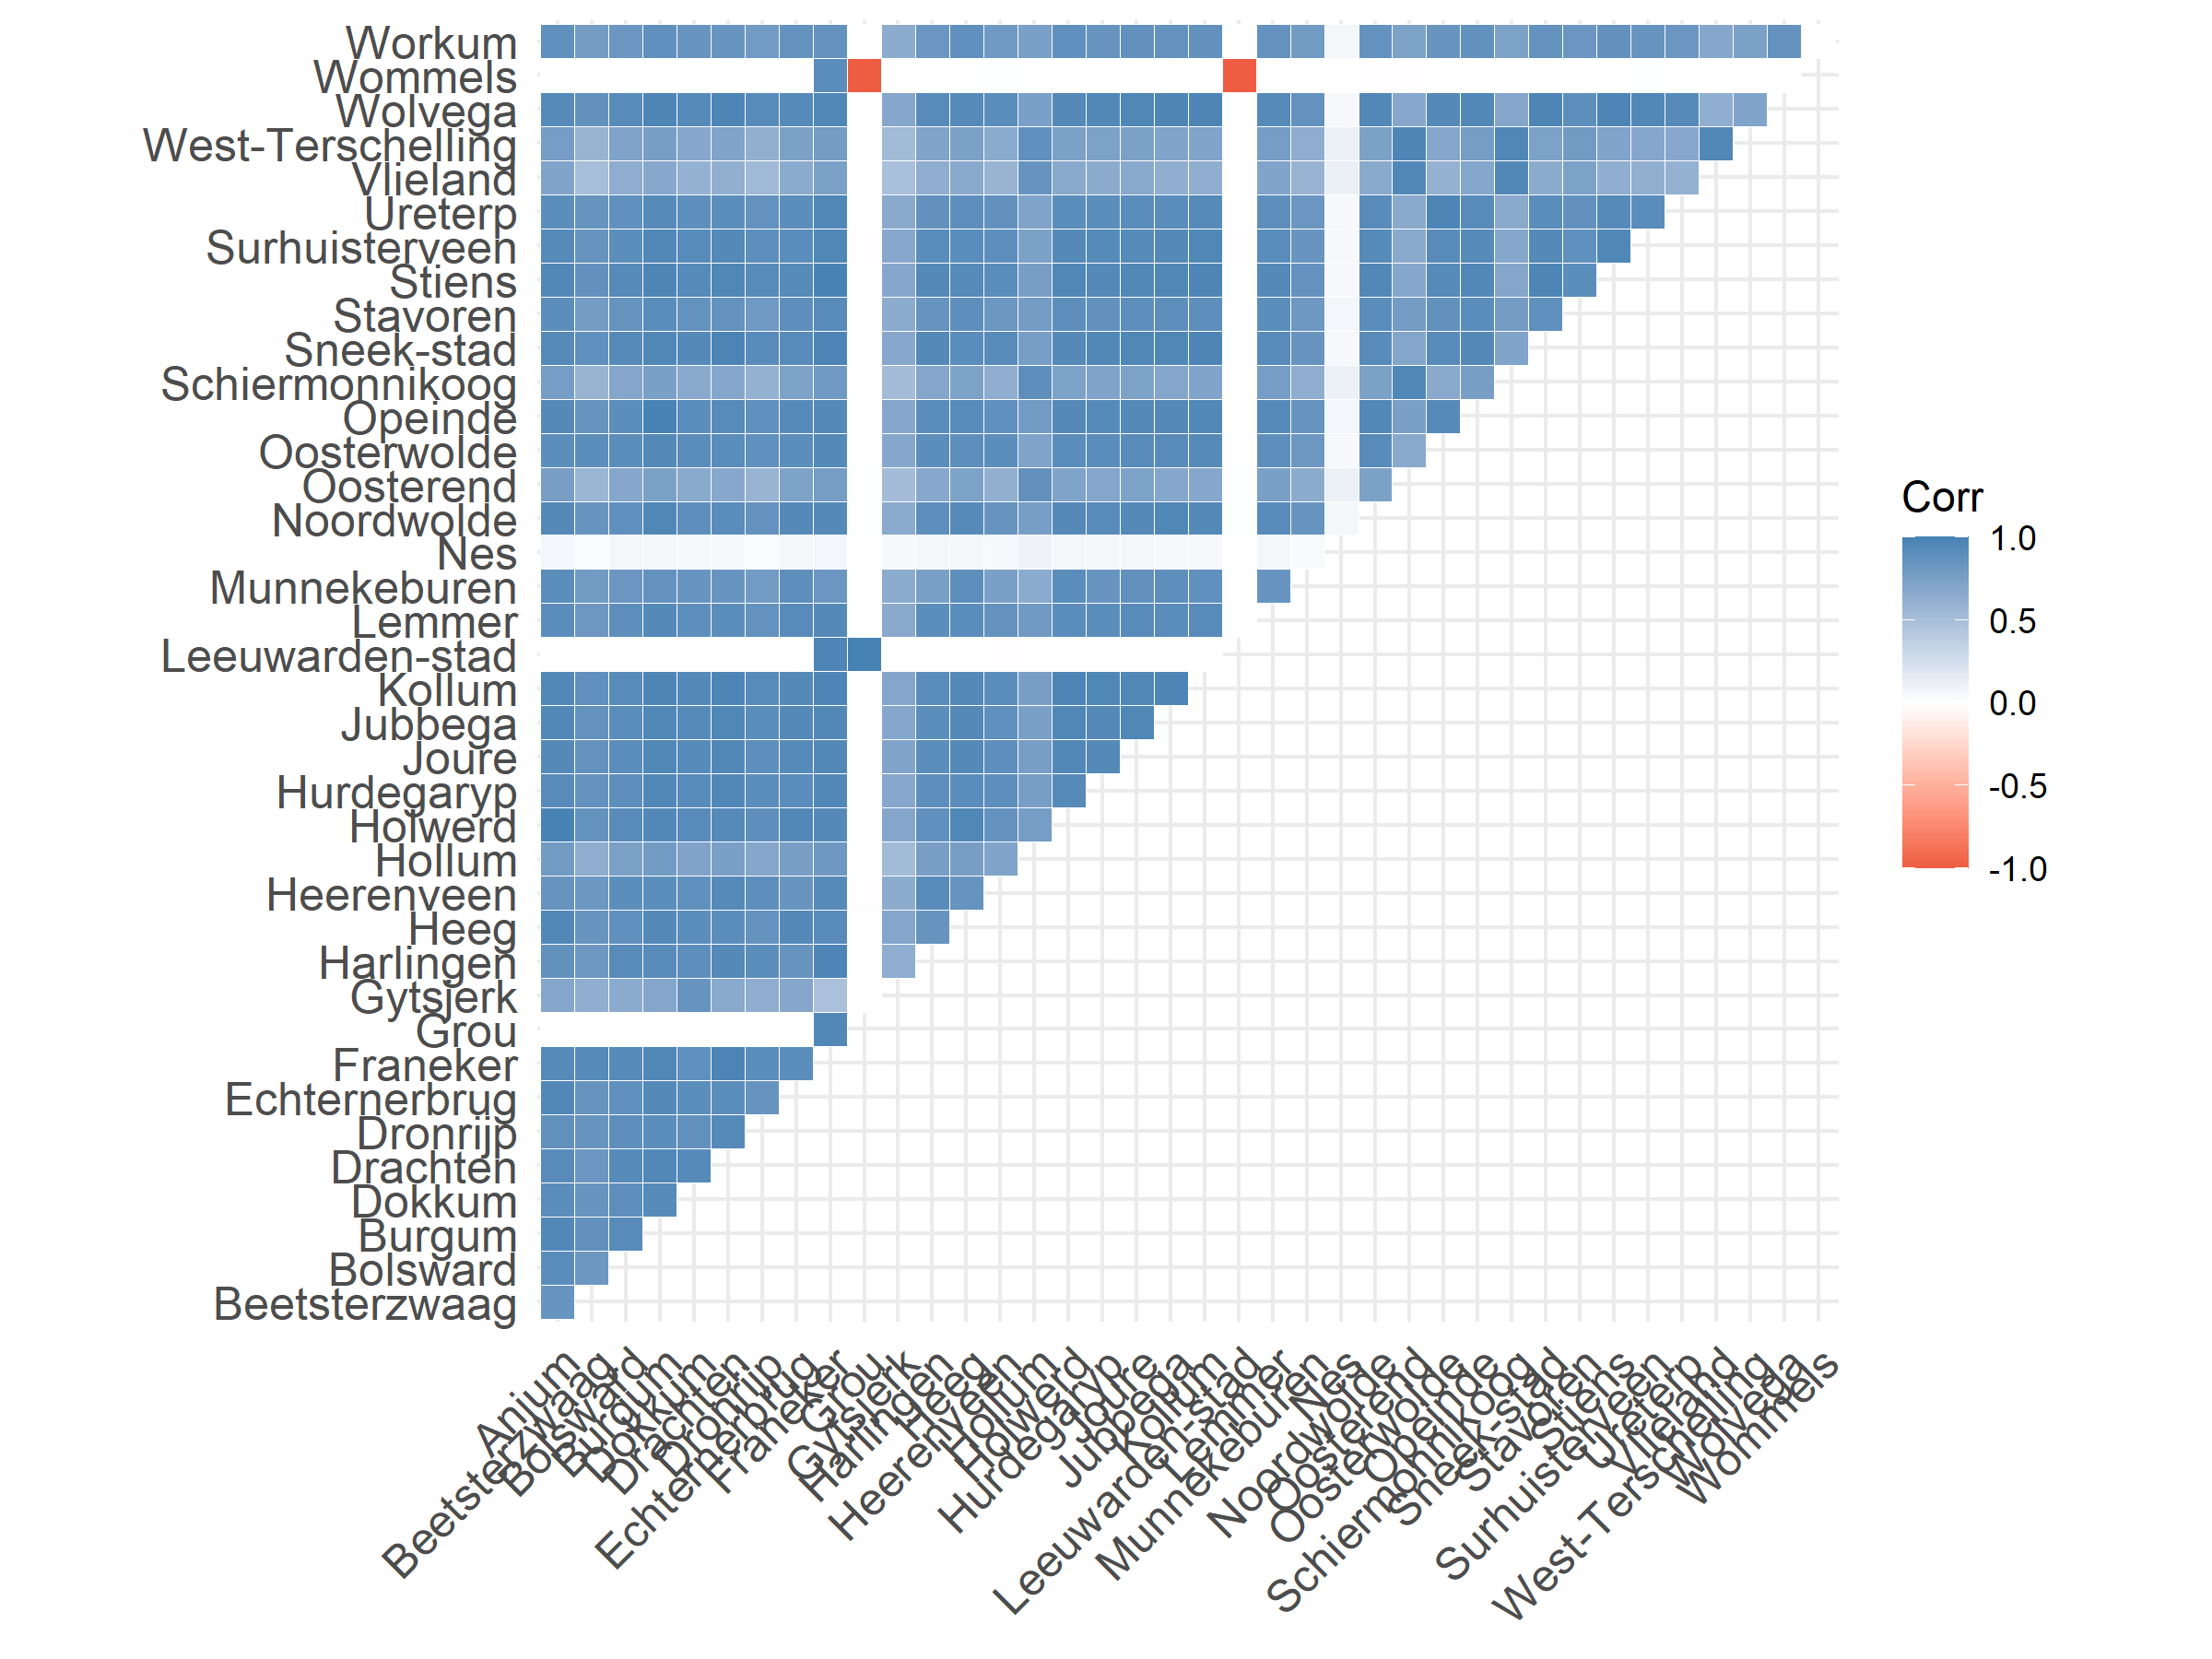 Workum
Wommels
Wolvega
West-Terschelling
Vlieland
Ureterp
Surhuisterveen
Stiens
Stavoren
Sneek-stad
Schiermonnikoog
Opeinde
Oosterwolde
Oosterend
Noordwolde
Nes
Munnekeburen
Lemmer
Leeuwarden-stad
Kollum
Jubbega
Joure
Hurdegaryp
Holwerd
Hollum
Heerenveen
Heeg
Harlingen
Gytsjerk
Grou
Franeker
Echternerbrug
Dronrijp
Drachten
Dokkum
Burgum
Bolsward
Beetsterzwaag
Anjum
Beetsterzwaag
Bolsward
Burgum
Dokkum
Drachten
Dronrijp
Echternerbrug
Franeker
Grou
Gytsjerk
Harlingen
Heeg
Heerenveen
Hollum
Holwerd
Hurdegaryp
Joure
Jubbega
Kollum
Leeuwarden-stad
Lemmer
Munnekeburen
Nes
Noordwolde
Oosterend
Oosterwolde
Opeinde
Schiermonnikoog
Sneek-stad
Stavoren
Stiens
Surhuisterveen
Ureterp
Vlieland
West-Terschelling
Wolvega
Wommels
Corr
1.0
0.5
0.0
-0.5
-1.0